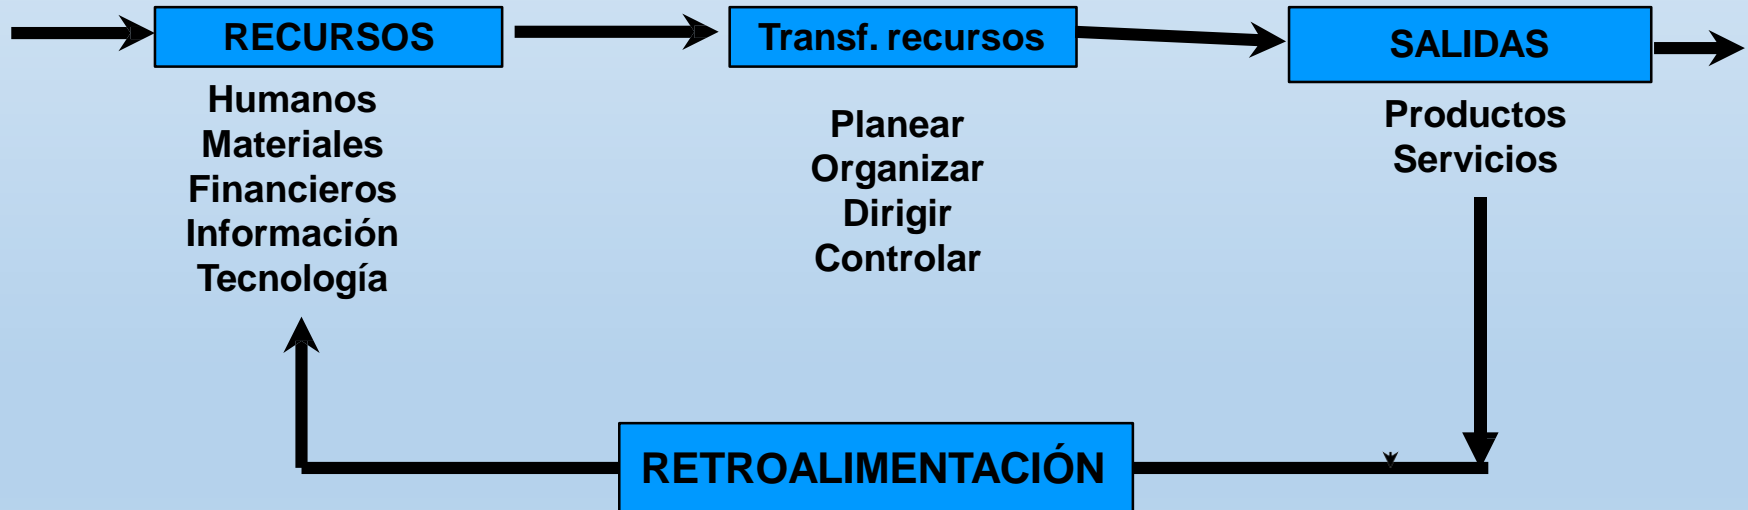 RECURSOS
Humanos
Materiales
Financieros
Información
Tecnología
Transf. recursos
Planear
Organizar
Dirigir
Controlar
SALIDAS
Productos
Servicios
RETROALIMENTACIÓN